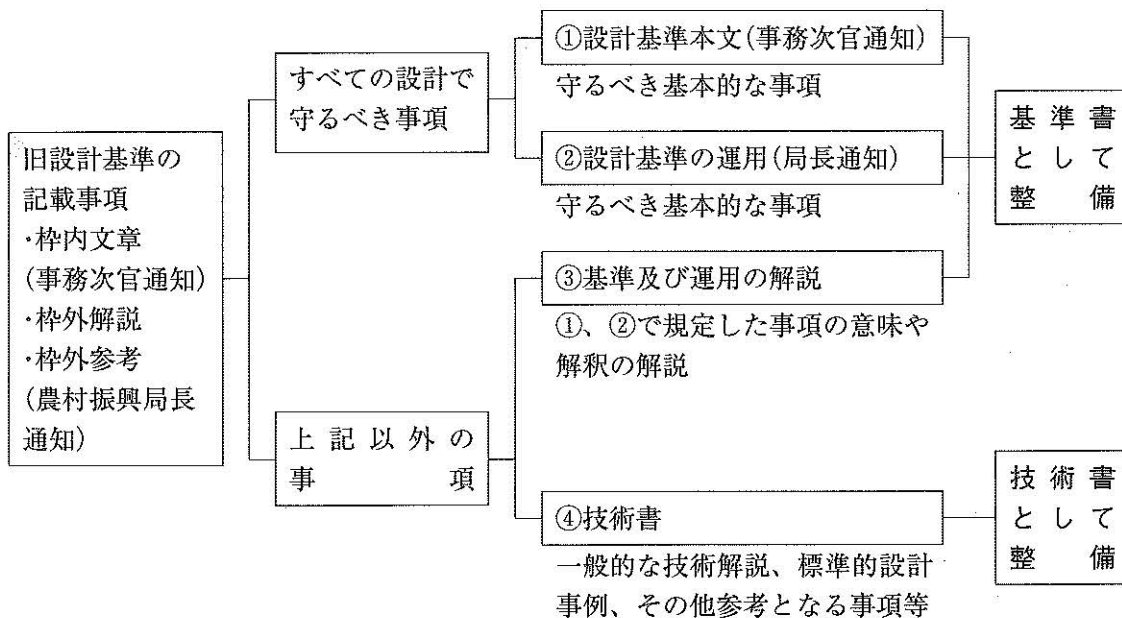 旧設計基準の
記載事項
・枠内文章
(事務次官通知)
・枠外解説
・枠外参考
(農村振興局長
通知)
すべての設計で
守るべき事項
上記以外の
事項
①設計基準本文(事務次官通知)
守るべき基本的な事項
②設計基準の運用(局長通知)
守るべき基本的な事項
③基準及び運用の解説
①、②で規定した事項の意味や
解釈の解説
④技術書
一般的な技術解説、標準的設計
事例、その他参考となる事項等
基準書
として
整備
技術書
として
整備